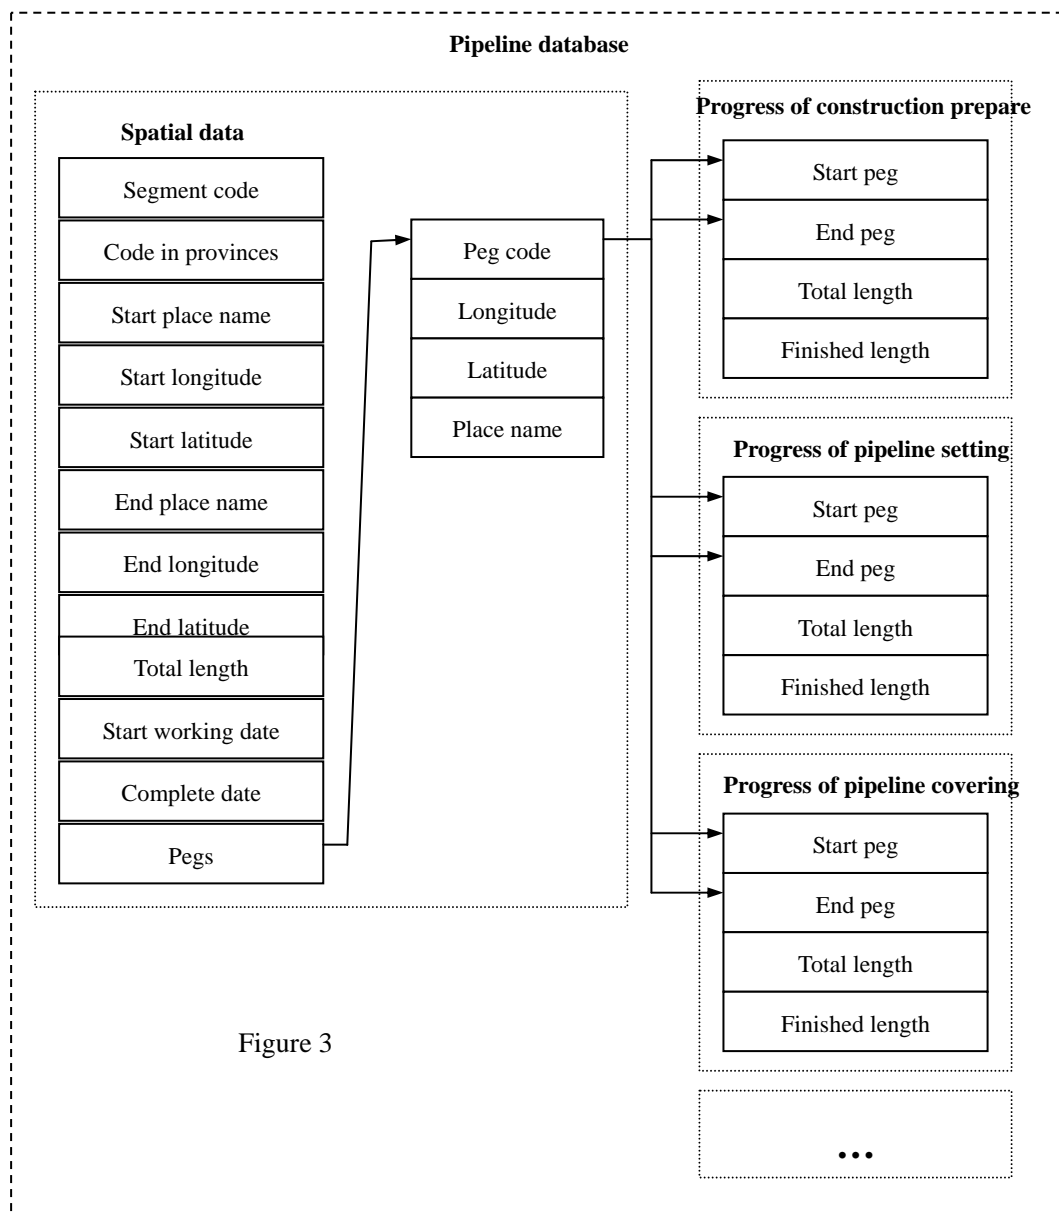 Pipeline database
Spatial data
Segment code
Code in provinces
Start place name
Start longitude
Start latitude
End place name
End longitude
End latitude
Total length
Start working date
Complete date
Pegs
Peg code
Longitude
Latitude
Place name
Progress of construction prepare
Start peg
End peg
Total length
Finished length
Progress of pipeline setting
Start peg
End peg
Total length
Finished length
Progress of pipeline covering
Start peg
End peg
Total length
Finished length
...
Figure 3